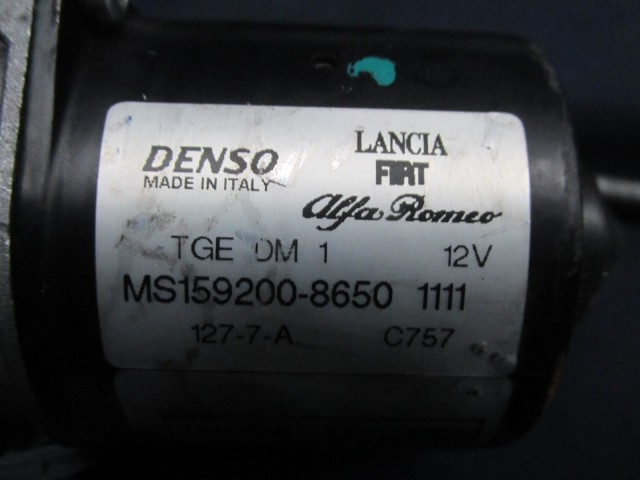 DENSO
MADE IN ITALY
LANCIA
FIAT
Alfa Romeo
TGE DM 1 12V
MS159200-8650 1111
127-7-A C757